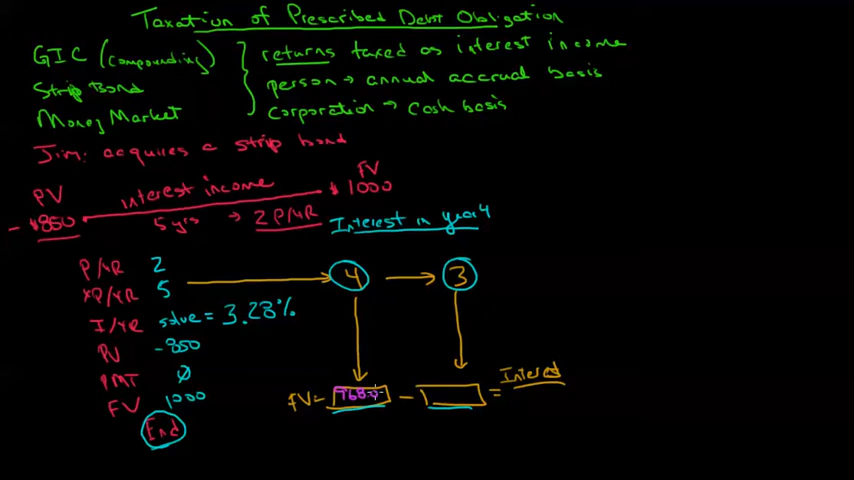 Taxation of Prescribed Debt Obligation
GIC (compounding)
Strip Bond
Money Market
returns taxed as interest income
person → annual accrual basis
corporation → cash basis
Jim: acquires a strip bond
PV interest income FV
- $850 $1000
5 yrs → 2 P/YR
Interest in year 4
P/YR 2
xP/YR 5 → 4 → 3
I/YR solve = 3.28%
PV -850
PMT 0
FV 1000
End
FV = - = Interest